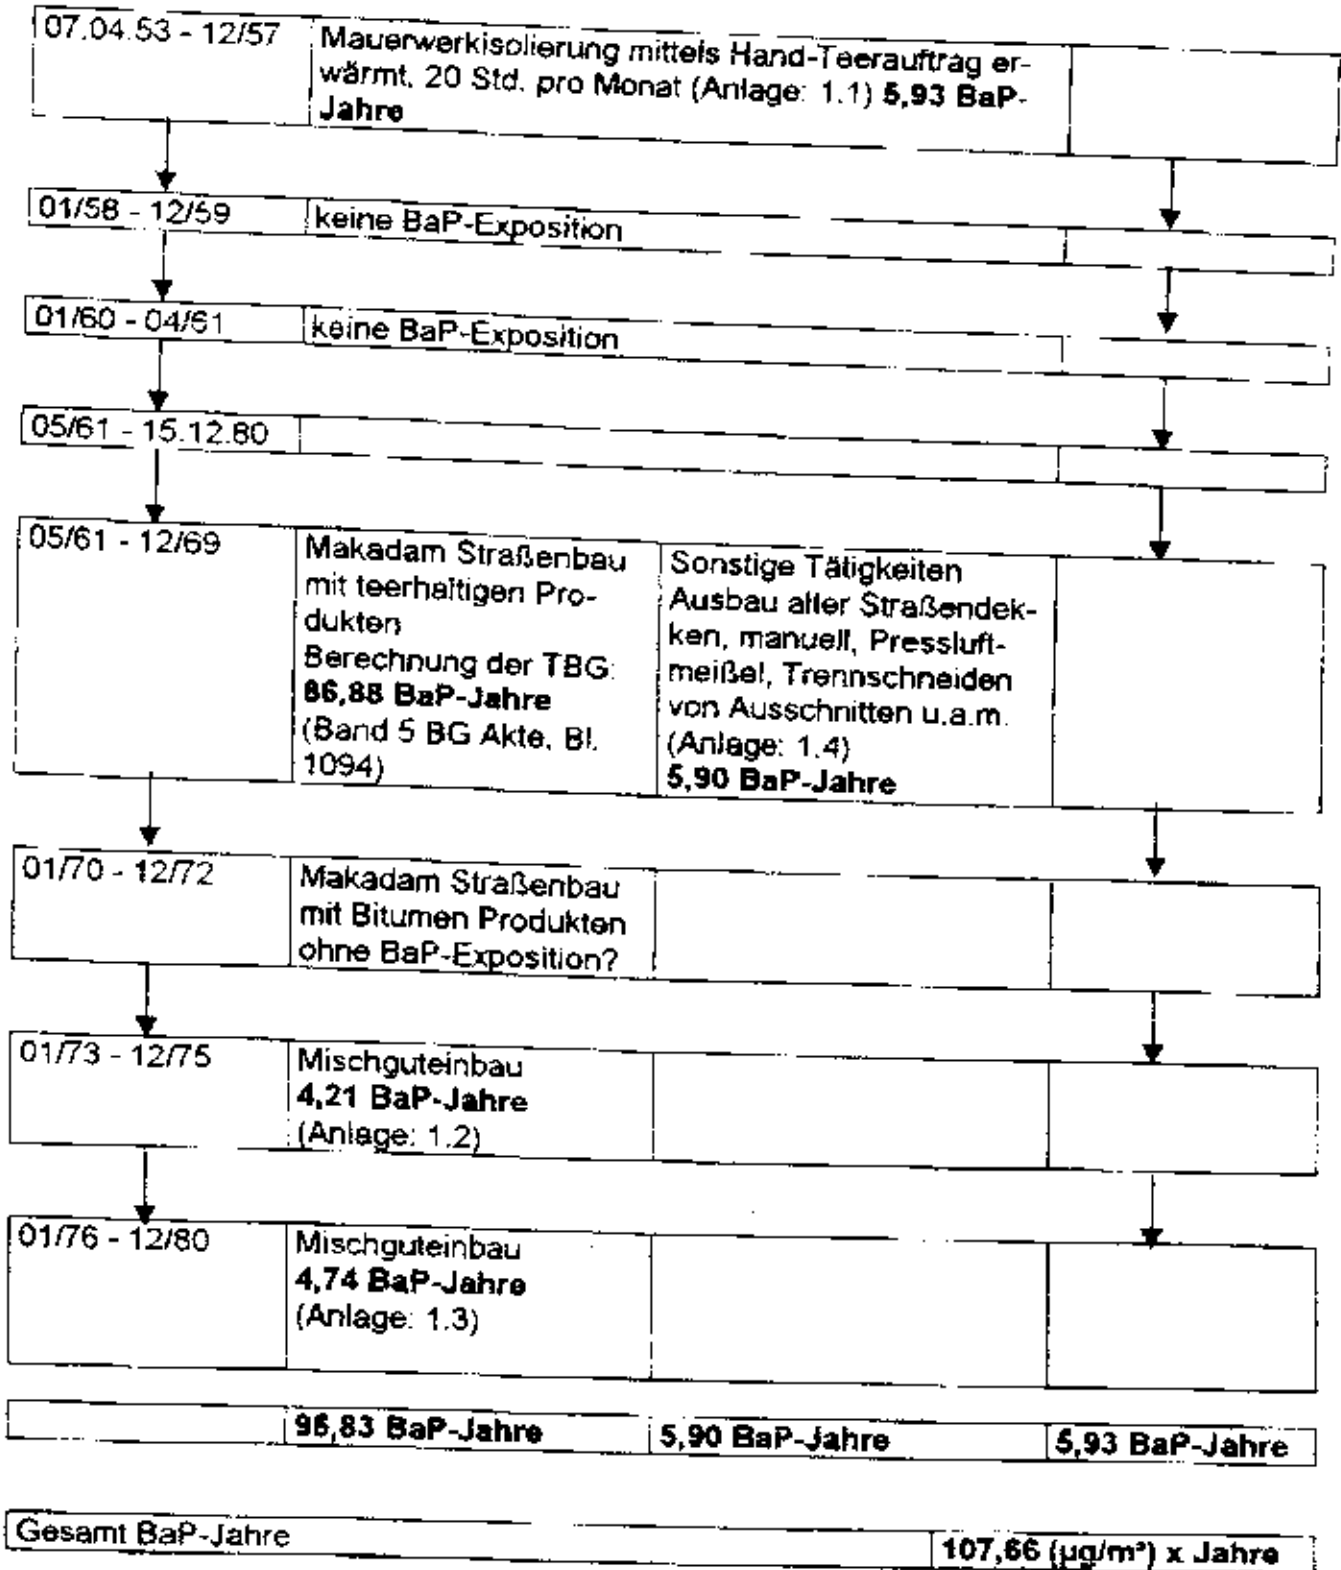 07.04.53 - 12/57
Mauerwerkisolierung mittels Hand-Teerauftrag er-
wärmt, 20 Std. pro Monat (Anlage: 1.1) 5,93 BaP-
Jahre
01/58 - 12/59
keine BaP-Exposition
01/60 - 04/61
keine BaP-Exposition
05/61 - 15.12.80
05/61 - 12/69
Makadam Straßenbau
mit teerhaltigen Pro-
dukten
Berechnung der TBG:
86,88 BaP-Jahre
(Band 5 BG Akte, Bl.
1094)
Sonstige Tätigkeiten
Ausbau aller Straßendek-
ken, manuell, Pressluft-
meißel, Trennschneiden
von Ausschnitten u.a.m.
(Anlage: 1.4)
5,90 BaP-Jahre
01/70 - 12/72
Makadam Straßenbau
mit Bitumen Produkten
ohne BaP-Exposition?
01/73 - 12/75
Mischguteinbau
4,21 BaP-Jahre
(Anlage: 1.2)
01/76 - 12/80
Mischguteinbau
4,74 BaP-Jahre
(Anlage: 1.3)
95,83 BaP-Jahre
5,90 BaP-Jahre
5,93 BaP-Jahre
Gesamt BaP-Jahre
107,66 (µg/m³) x Jahre